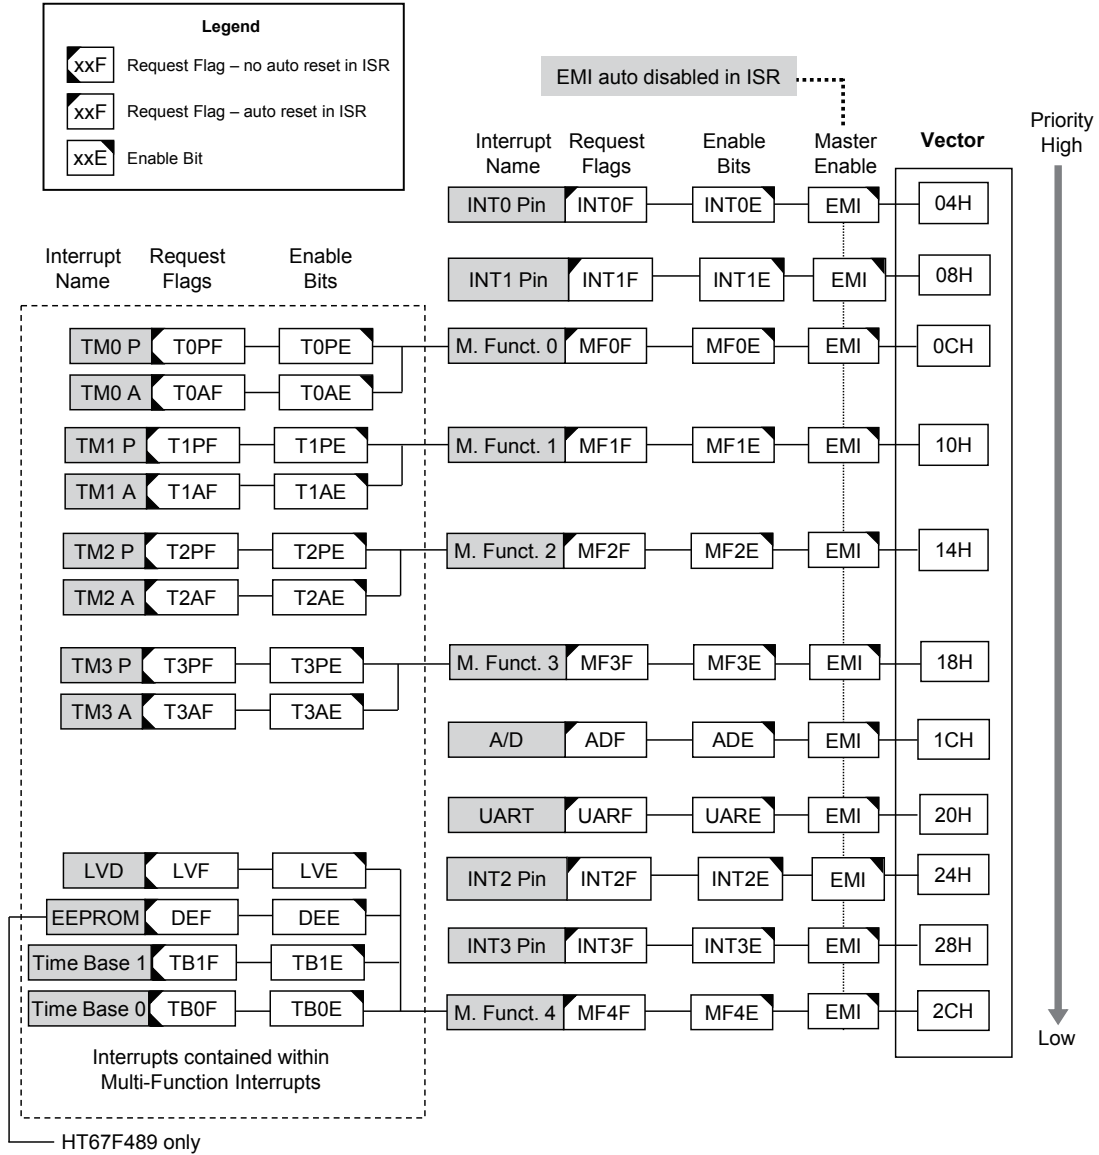 Legend
xxF Request Flag – no auto reset in ISR
xxF Request Flag – auto reset in ISR
xxE Enable Bit
EMI auto disabled in ISR
Interrupt Name
Request Flags
Enable Bits
Master Enable
Vector
Priority High
INT0 Pin INT0F INT0E EMI 04H
INT1 Pin INT1F INT1E EMI 08H
Interrupt Name
Request Flags
Enable Bits
TM0 P T0PF T0PE M. Funct. 0 MF0F MF0E EMI 0CH
TM0 A T0AF T0AE
TM1 P T1PF T1PE M. Funct. 1 MF1F MF1E EMI 10H
TM1 A T1AF T1AE
TM2 P T2PF T2PE M. Funct. 2 MF2F MF2E EMI 14H
TM2 A T2AF T2AE
TM3 P T3PF T3PE M. Funct. 3 MF3F MF3E EMI 18H
TM3 A T3AF T3AE
A/D ADF ADE EMI 1CH
UART UARF UARE EMI 20H
LVD LVF LVE INT2 Pin INT2F INT2E EMI 24H
EEPROM DEF DEE
INT3 Pin INT3F INT3E EMI 28H
Time Base 1 TB1F TB1E
Time Base 0 TB0F TB0E M. Funct. 4 MF4F MF4E EMI 2CH
Low
Interrupts contained within
Multi-Function Interrupts
HT67F489 only